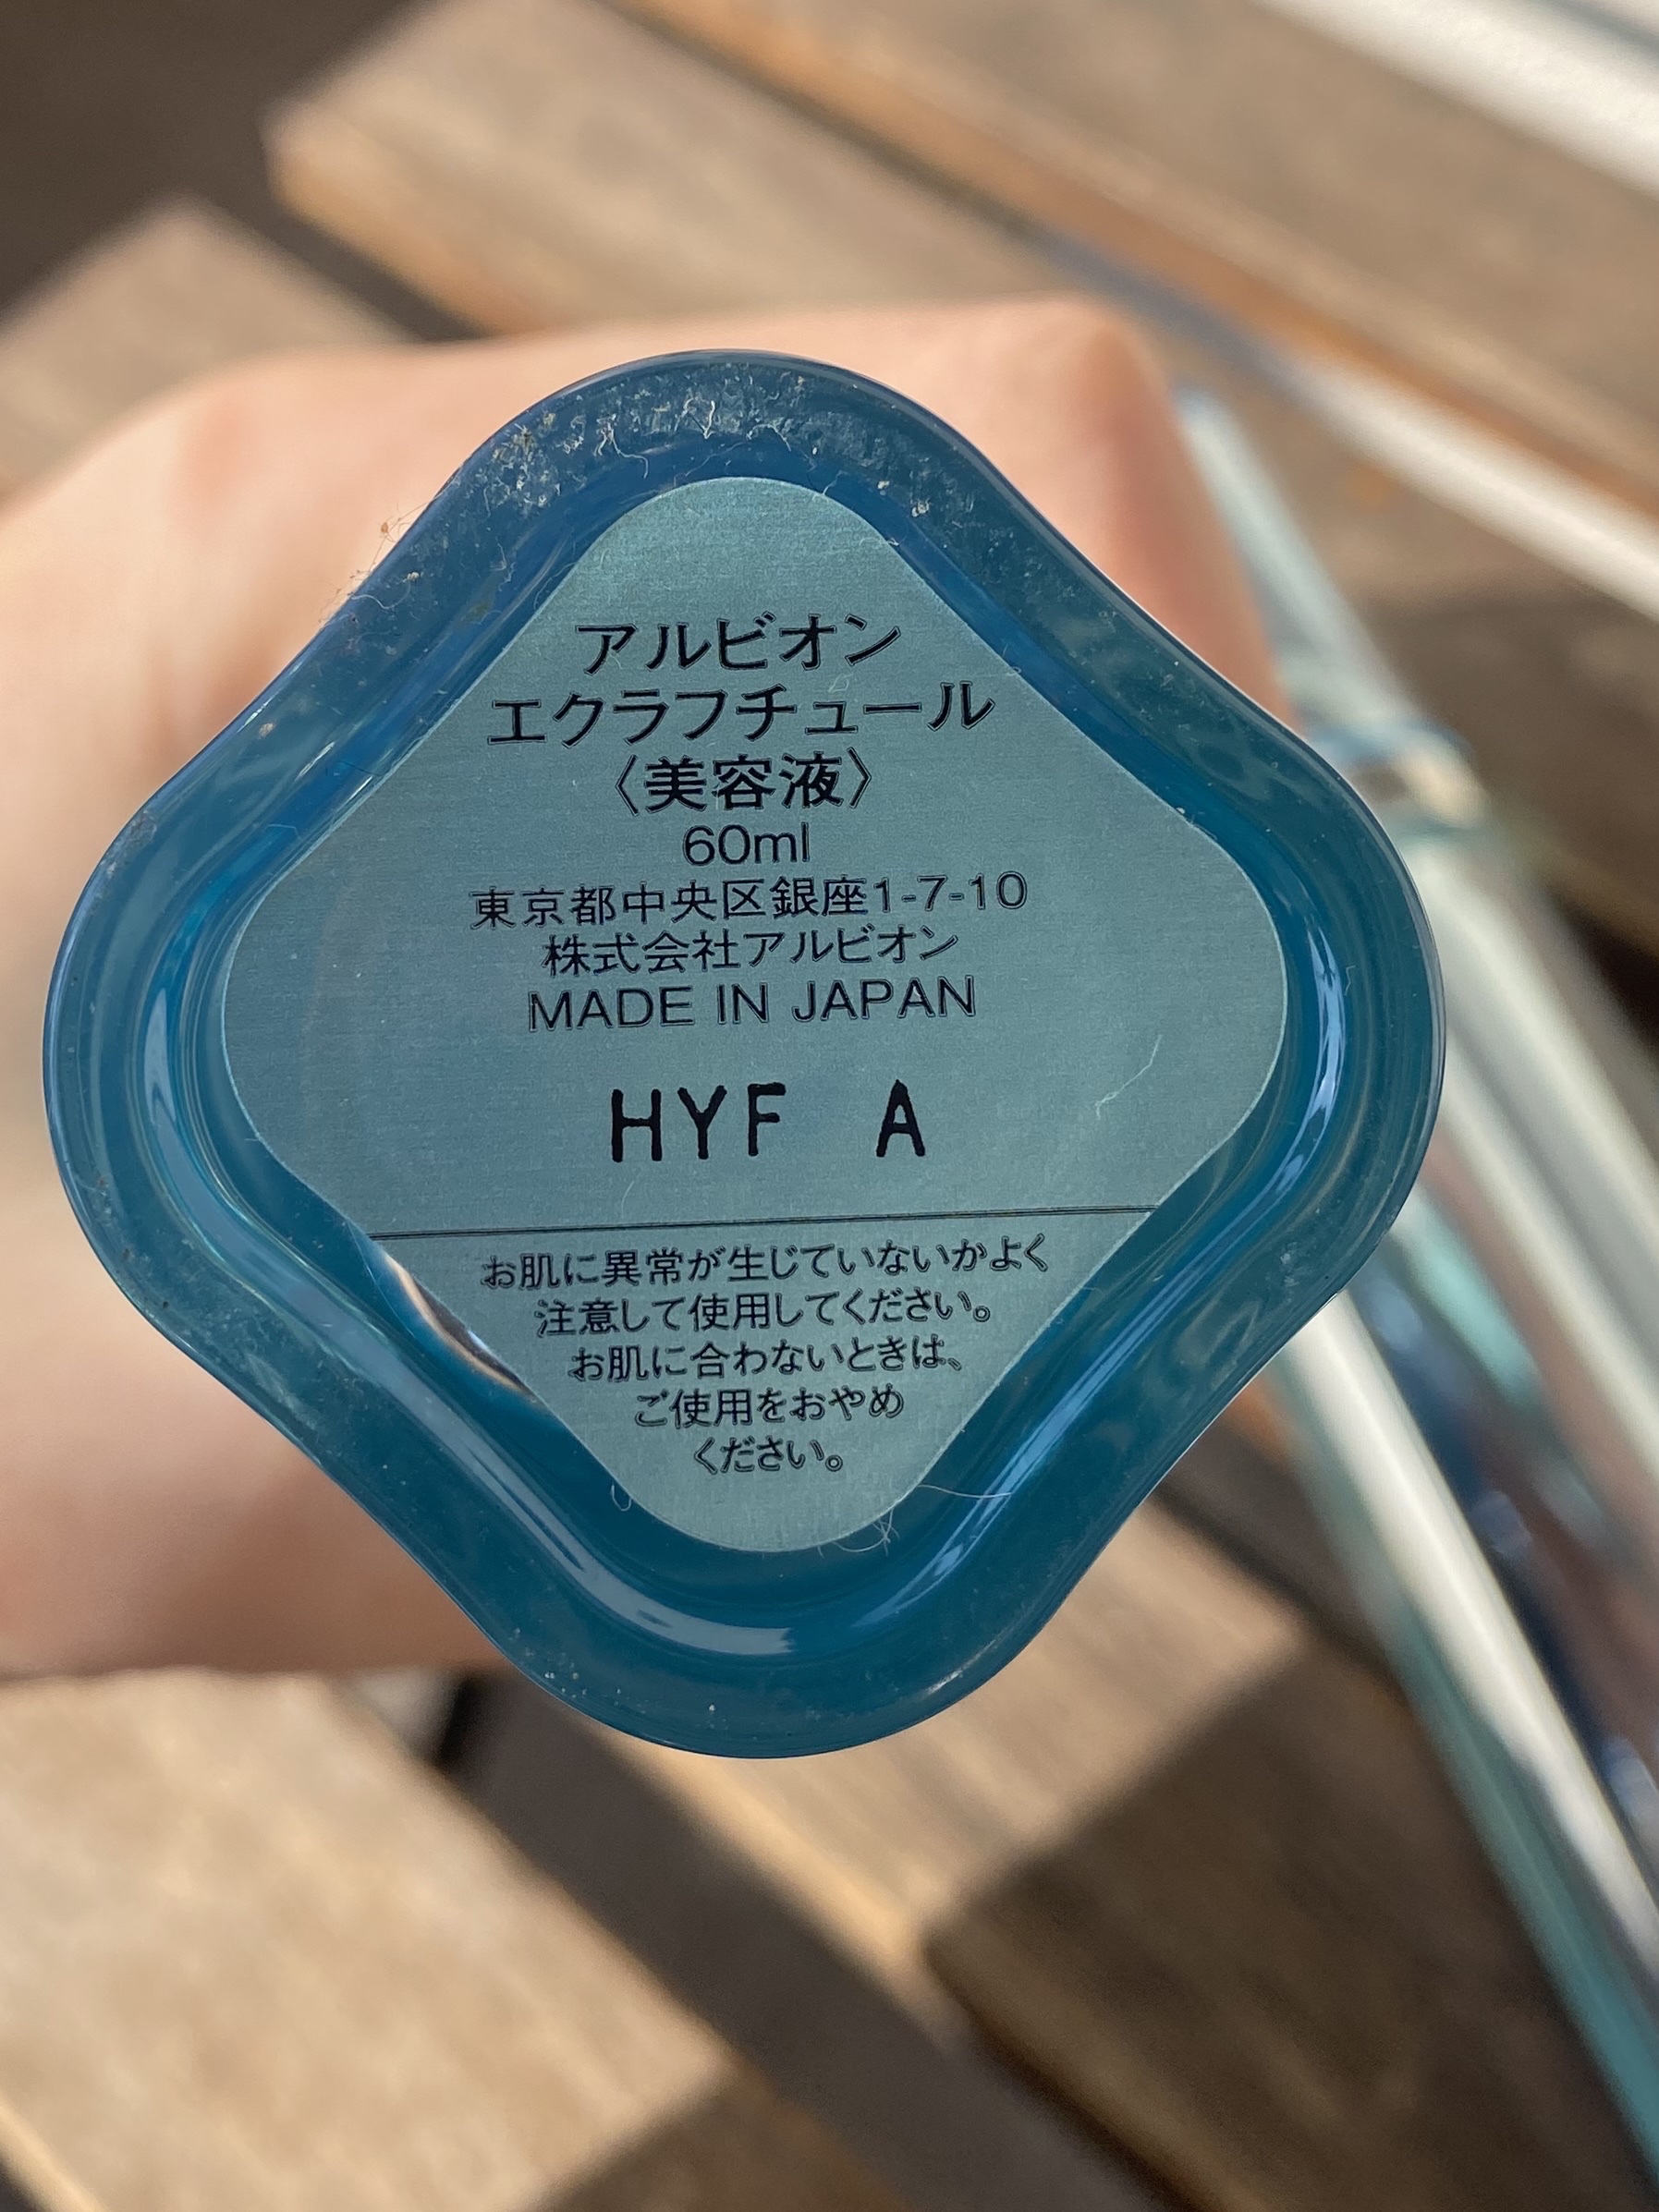 アルビオン
エクラフチュール
〈美容液〉
60ml
東京都中央区銀座1-7-10
株式会社アルビオン
MADE IN JAPAN
HYF A
お肌に異常が生じていないかよく
注意して使用してください。
お肌に合わないときは、
ご使用をおやめ
ください。